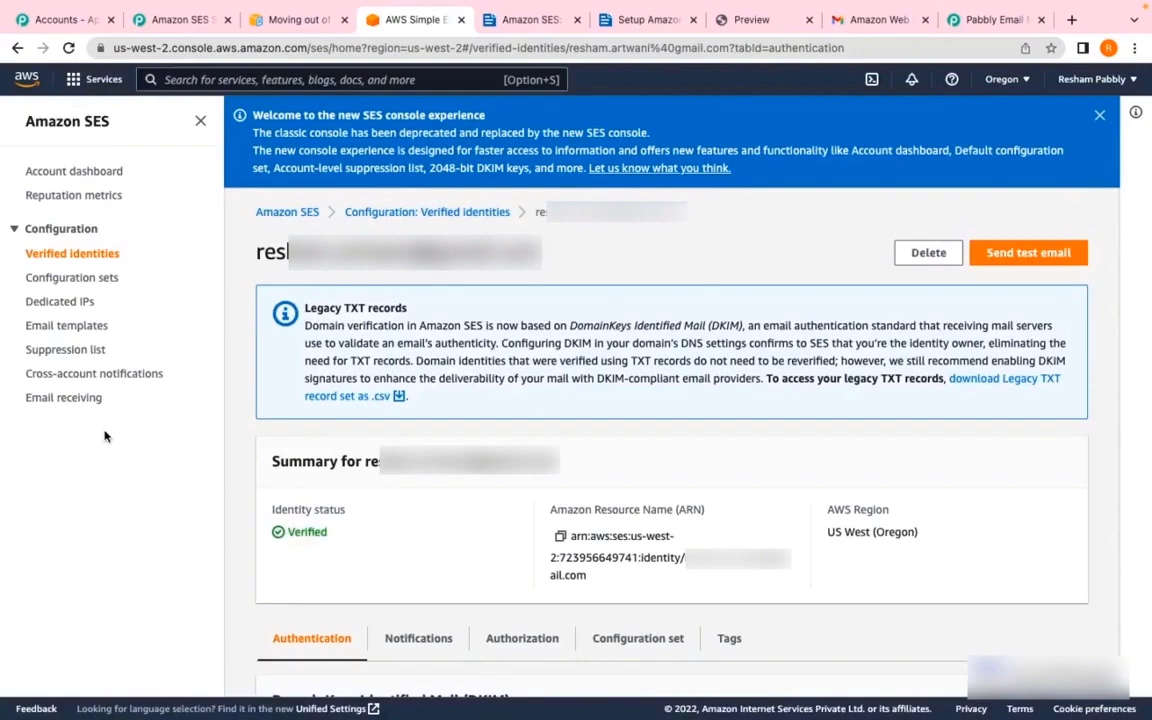 Accounts - Ap
Amazon SES S
Moving out of
AWS Simple E
Amazon SES:
Setup Amazon
Preview
Amazon Web
Pabbly Email
us-west-2.console.aws.amazon.com/ses/home?region=us-west-2#/verified-identities/resham.artwani%40gmail.com?tabId=authentication
R
aws
Services
Search for services, features, blogs, docs, and more
[Option+S]
Oregon
Resham Pabbly
Amazon SES
Account dashboard
Reputation metrics
Configuration
Verified identities
Configuration sets
Dedicated IPs
Email templates
Suppression list
Cross-account notifications
Email receiving
Welcome to the new SES console experience
The classic console has been deprecated and replaced by the new SES console.
The new console experience is designed for faster access to information and offers new features and functionality like Account dashboard, Default configuration
set, Account-level suppression list, 2048-bit DKIM keys, and more. Let us know what you think.
Amazon SES
Configuration: Verified identities
re
res
Delete
Send test email
Legacy TXT records
Domain verification in Amazon SES is now based on DomainKeys Identified Mail (DKIM), an email authentication standard that receiving mail servers
use to validate an email's authenticity. Configuring DKIM in your domain's DNS settings confirms to SES that you're the identity owner, eliminating the
need for TXT records. Domain identities that were verified using TXT records do not need to be reverified; however, we still recommend enabling DKIM
signatures to enhance the deliverability of your mail with DKIM-compliant email providers. To access your legacy TXT records, download Legacy TXT
record set as .csv.
Summary for re
Identity status
Verified
Amazon Resource Name (ARN)
arn:aws:ses:us-west-
2:723956649741:identity/
ail.com
AWS Region
US West (Oregon)
Authentication
Notifications
Authorization
Configuration set
Tags
Feedback
Looking for language selection? Find it in the new Unified Settings
© 2022, Amazon Internet Services Private Ltd. or its affiliates.
Privacy
Terms
Cookie preferences